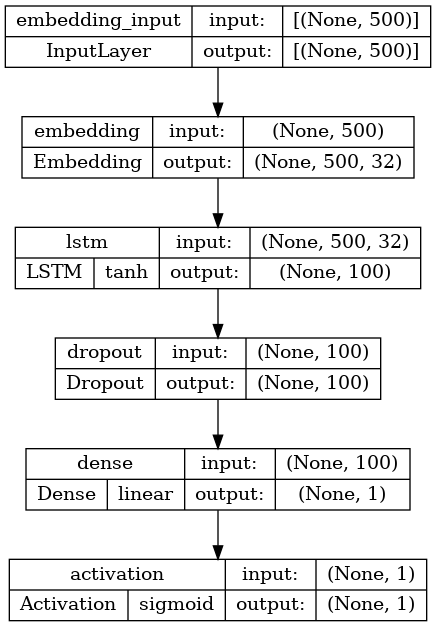 embedding_input input: [(None, 500)]
InputLayer output: [(None, 500)]
embedding input: (None, 500)
Embedding output: (None, 500, 32)
lstm input: (None, 500, 32)
LSTM tanh output: (None, 100)
dropout input: (None, 100)
Dropout output: (None, 100)
dense input: (None, 100)
Dense linear output: (None, 1)
activation input: (None, 1)
Activation sigmoid output: (None, 1)